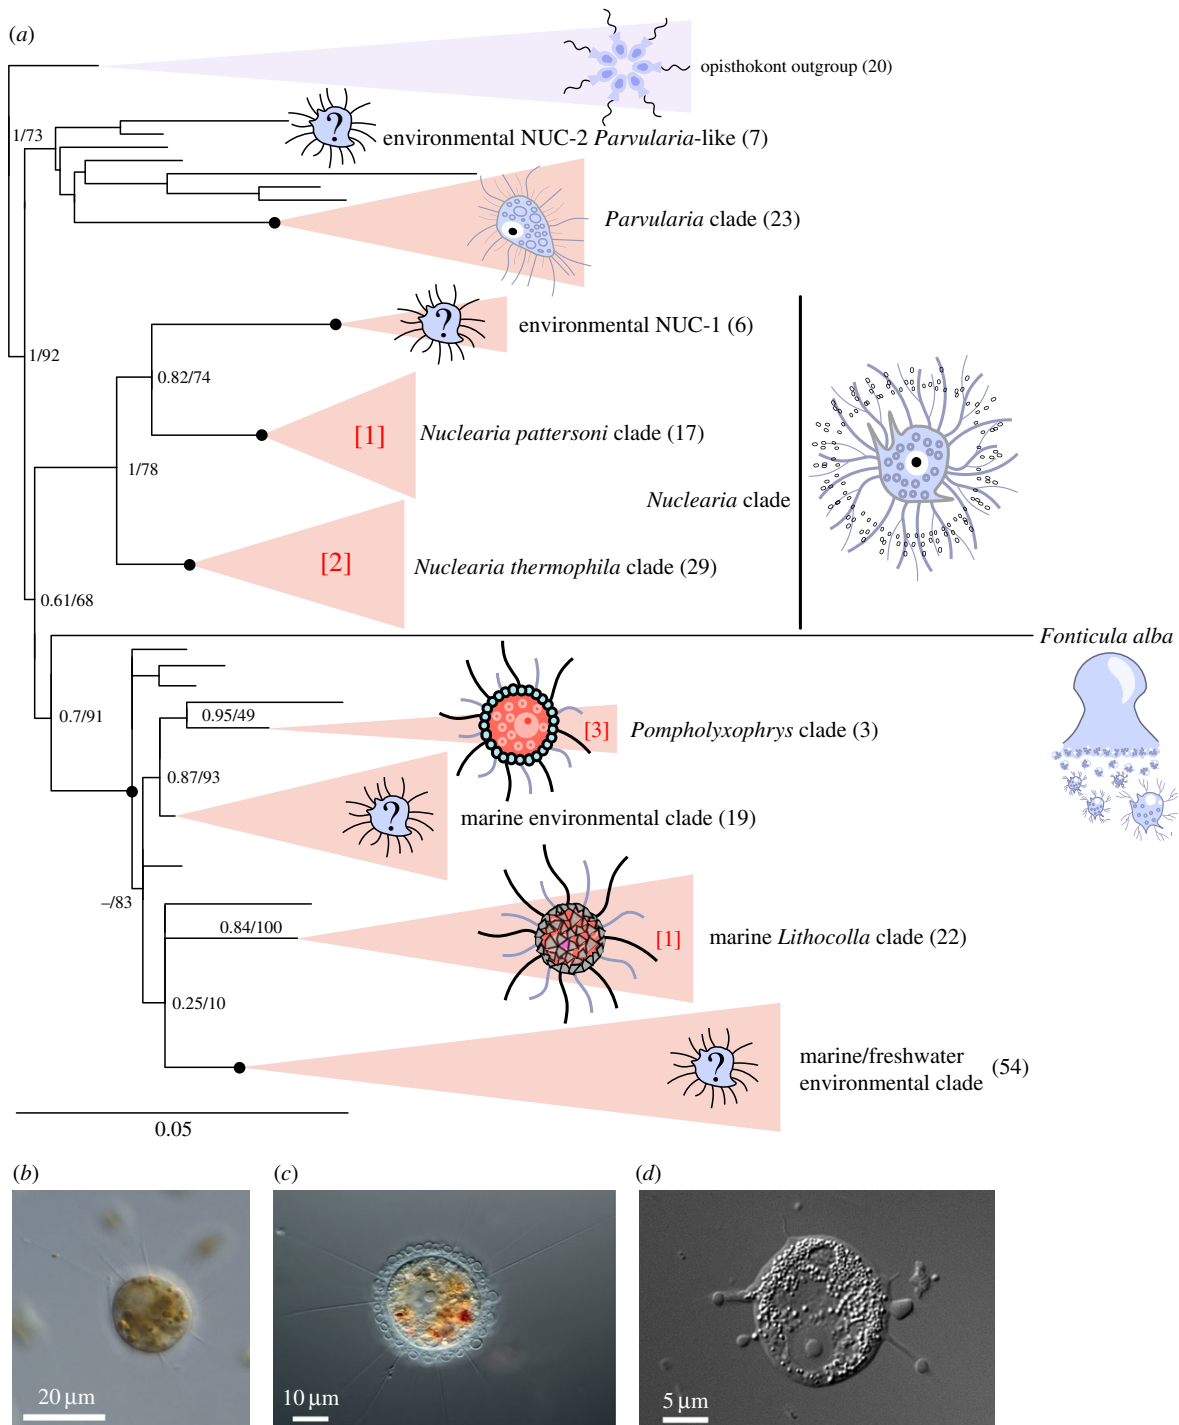 (a)
opisthokont outgroup (20)
1/73
?
environmental NUC-2 Parvularia-like (7)
Parvularia clade (23)
?
environmental NUC-1 (6)
1/92
0.82/74
[1]
Nuclearia pattersoni clade (17)
1/78
Nuclearia clade
[2]
Nuclearia thermophila clade (29)
0.61/68
Fonticula alba
0.7/91
0.95/49
[3]
Pompholyxophrys clade (3)
0.87/93
?
marine environmental clade (19)
–/83
0.84/100
[1]
marine Lithocolla clade (22)
0.25/10
?
marine/freshwater
environmental clade
(54)
0.05
(b)
(c)
(d)
20 µm
10 µm
5 µm